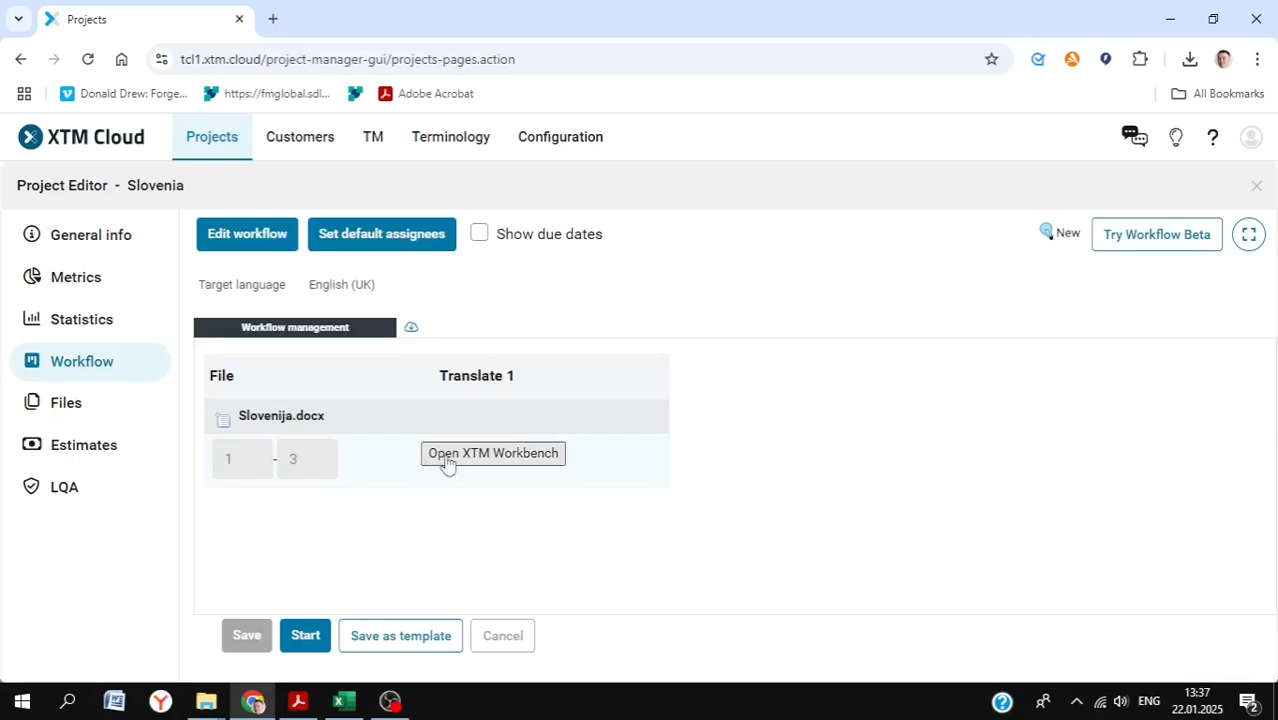 Projects
tcl1.xtm.cloud/project-manager-gui/projects-pages.action
Donald Drew: Forge...
https://fmglobal.sdl...
Adobe Acrobat
All Bookmarks
XTM Cloud
Projects
Customers
TM
Terminology
Configuration
Project Editor - Slovenia
General info
Metrics
Statistics
Workflow
Files
Estimates
LQA
Edit workflow
Set default assignees
Show due dates
New
Try Workflow Beta
Target language
English (UK)
Workflow management
File
Translate 1
Slovenija.docx
1 - 3
Open XTM Workbench
Save
Start
Save as template
Cancel
ENG
13:37
22.01.2025
2